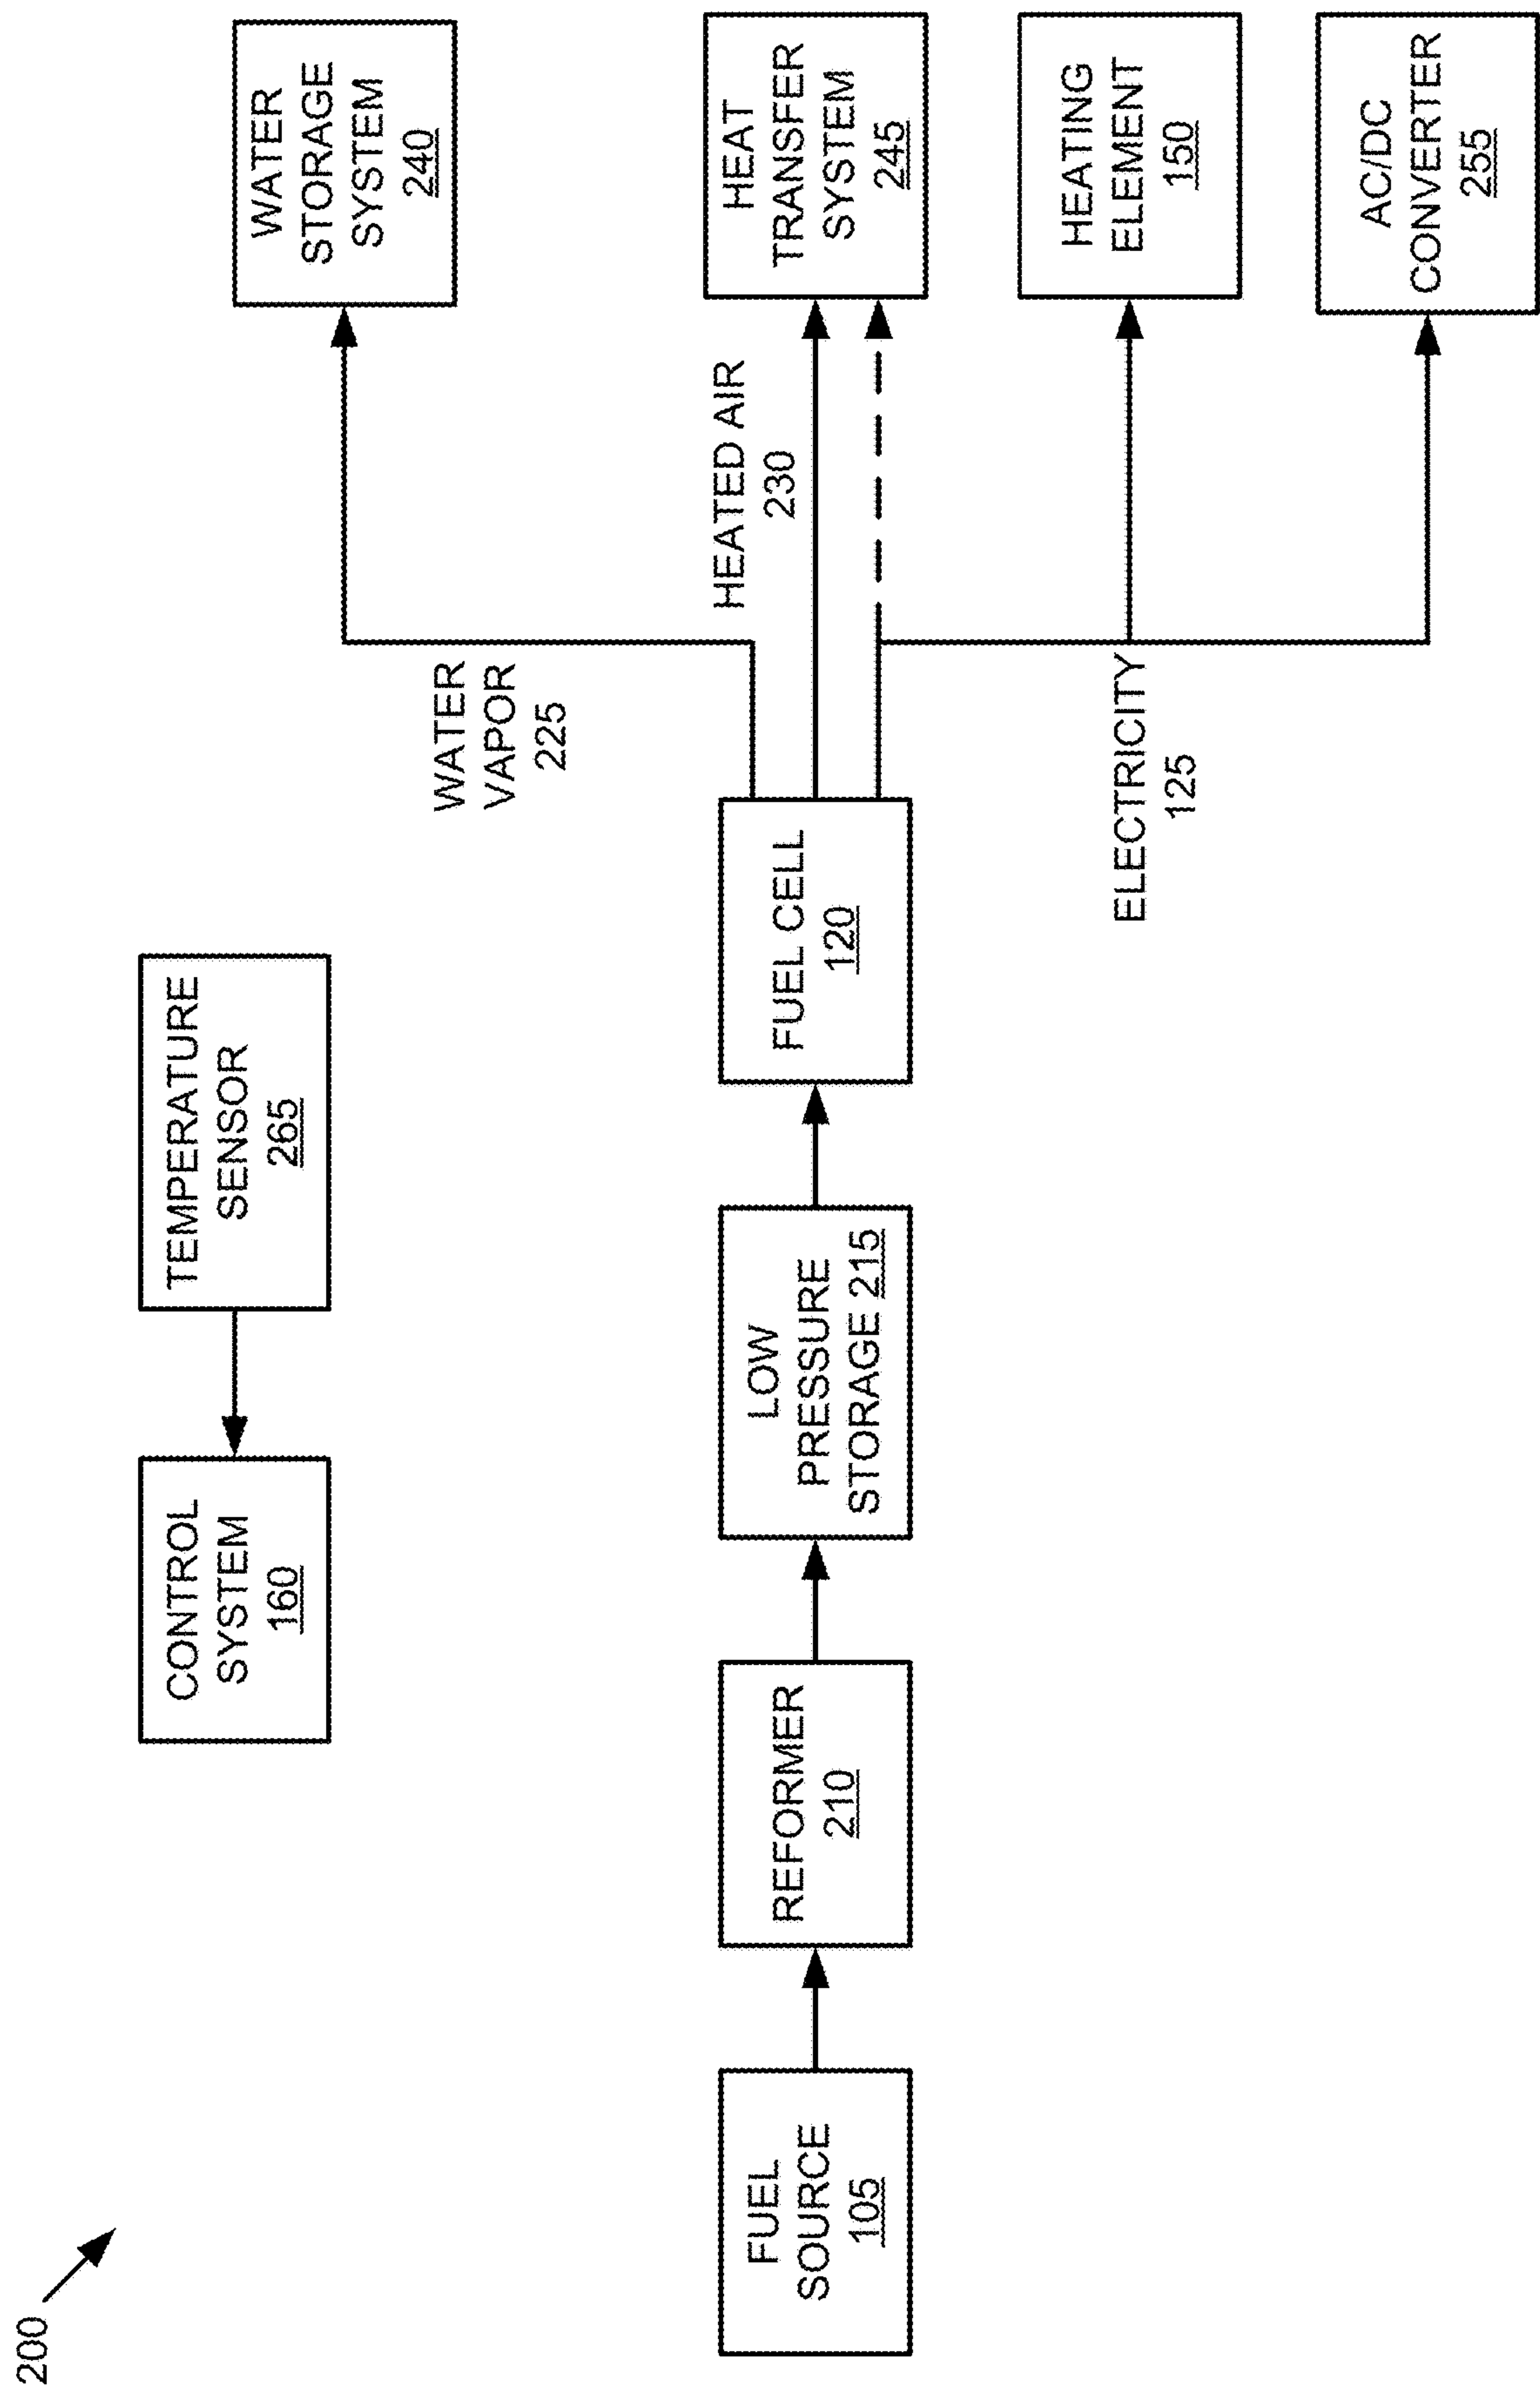 200
CONTROL
SYSTEM
160
TEMPERATURE
SENSOR
265
WATER
STORAGE
SYSTEM
240
WATER
VAPOR
225
FUEL
SOURCE
105
REFORMER
210
LOW
PRESSURE
STORAGE 215
FUEL CELL
120
HEATED AIR
230
HEAT
TRANSFER
SYSTEM
245
ELECTRICITY
125
HEATING
ELEMENT
150
AC/DC
CONVERTER
255